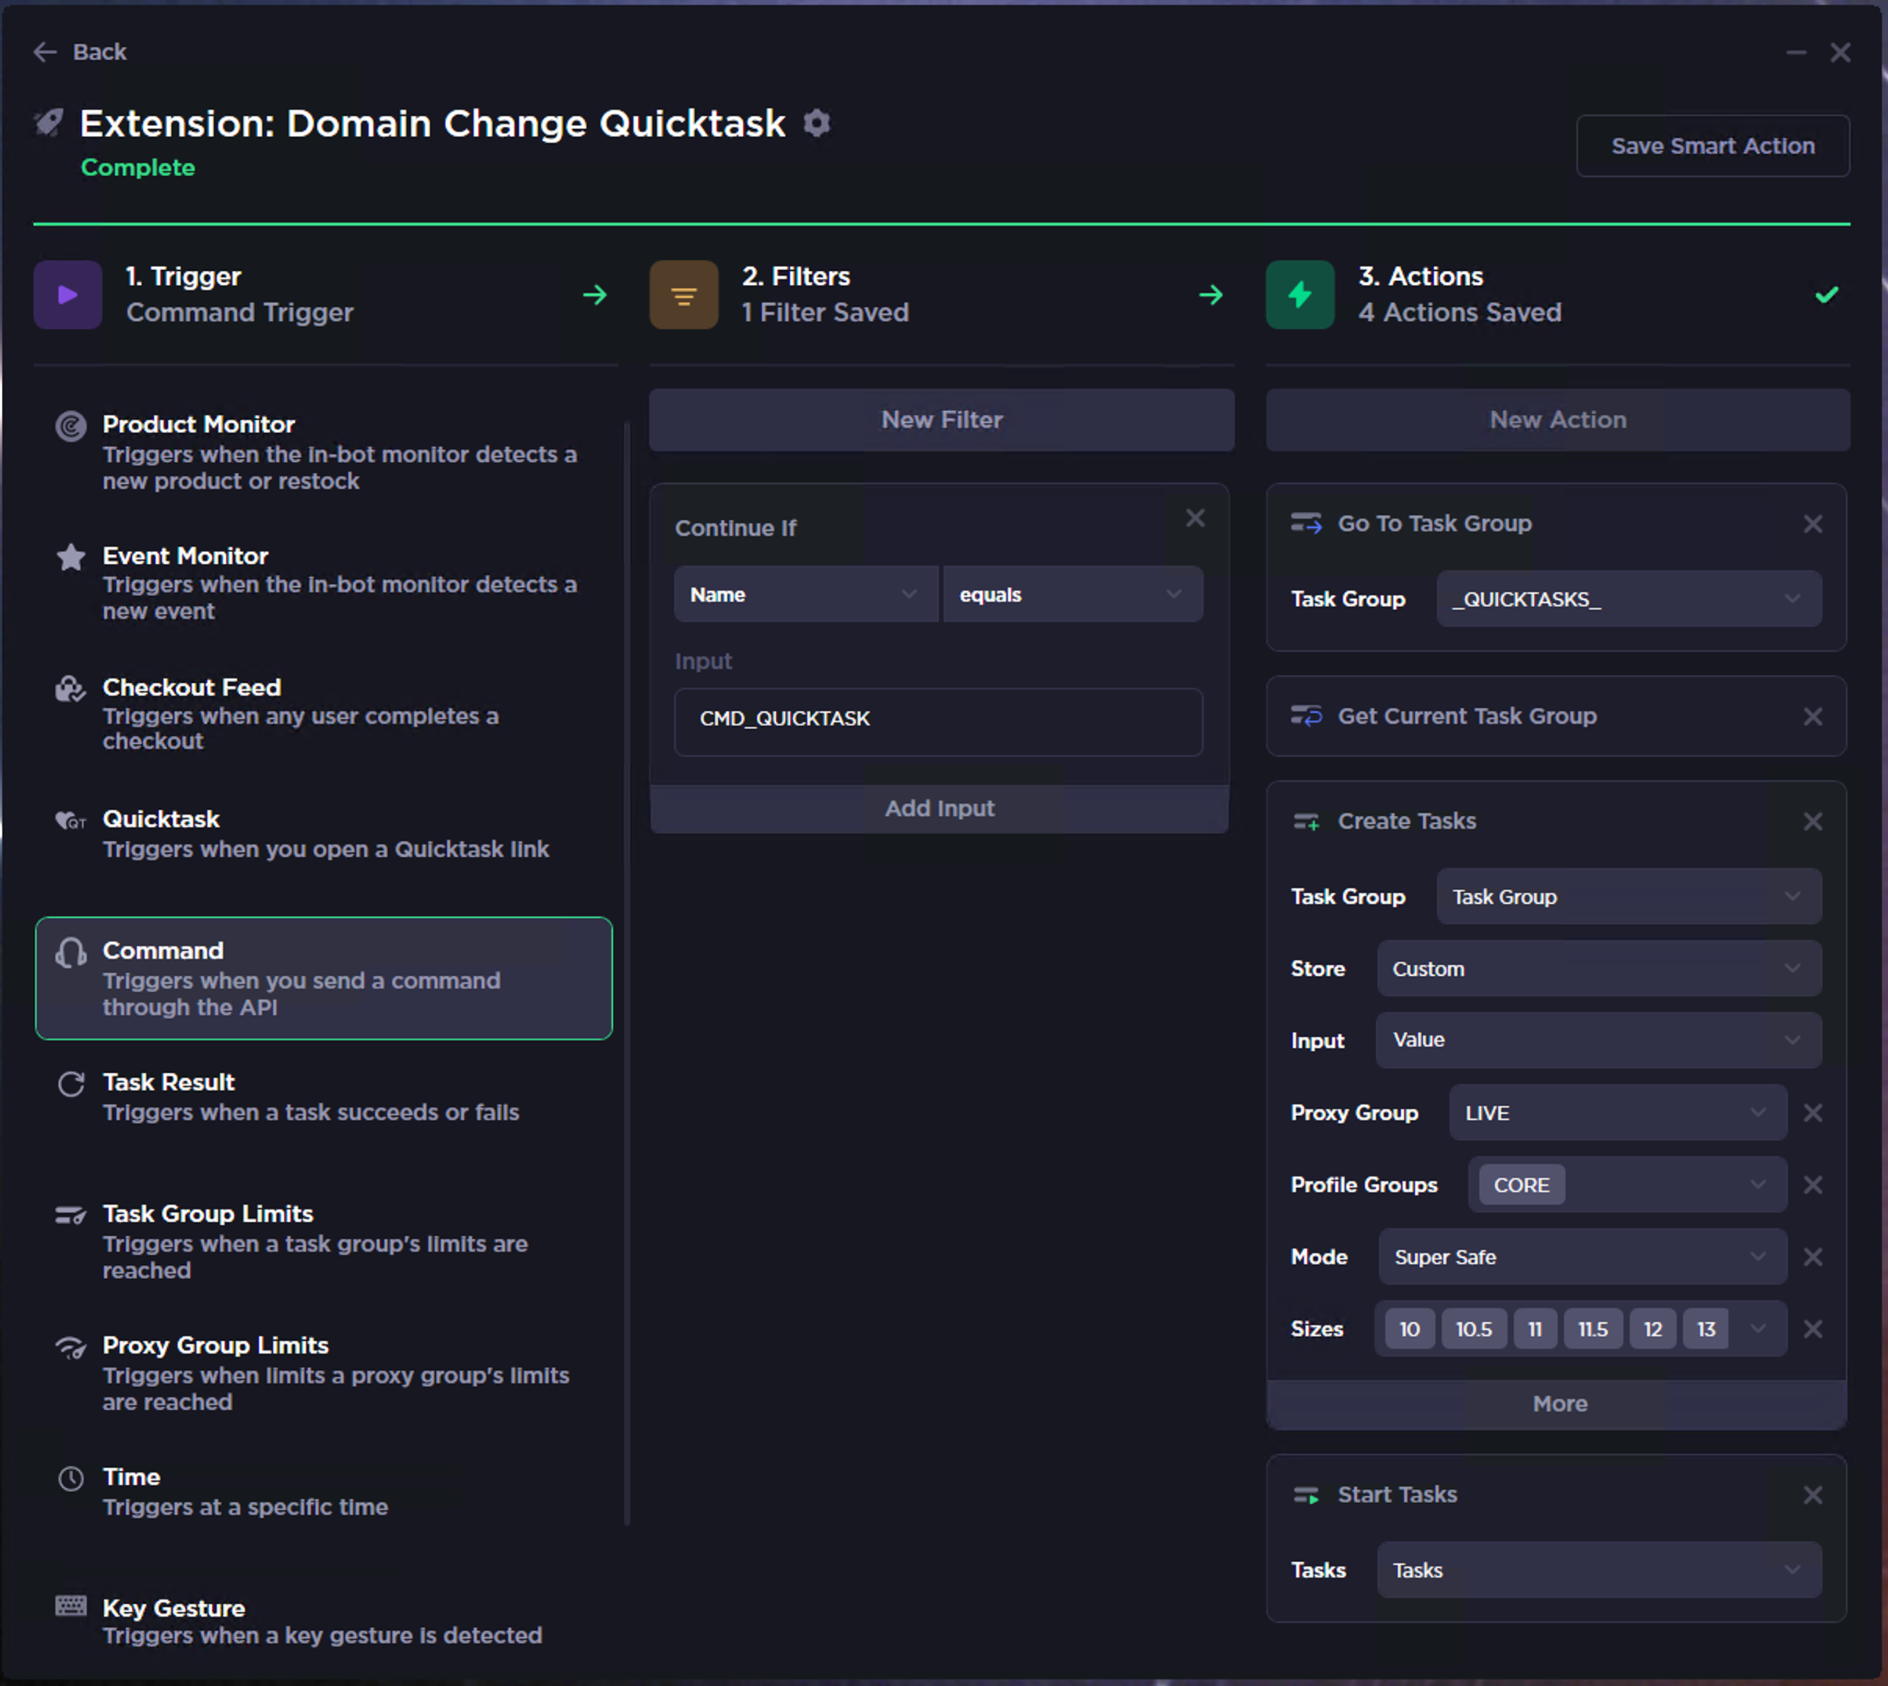 Back
Extension: Domain Change Quicktask
Complete
Save Smart Action
1. Trigger
Command Trigger
2. Filters
1 Filter Saved
3. Actions
4 Actions Saved
Product Monitor
Triggers when the in-bot monitor detects a
new product or restock
Event Monitor
Triggers when the in-bot monitor detects a
new event
Checkout Feed
Triggers when any user completes a
checkout
QT
Quicktask
Triggers when you open a Quicktask link
Command
Triggers when you send a command
through the API
Task Result
Triggers when a task succeeds or fails
Task Group Limits
Triggers when a task group's limits are
reached
Proxy Group Limits
Triggers when limits a proxy group's limits
are reached
Time
Triggers at a specific time
Key Gesture
Triggers when a key gesture is detected
New Filter
Continue If
Name
equals
Input
CMD_QUICKTASK
Add Input
New Action
Go To Task Group
Task Group
_QUICKTASKS_
Get Current Task Group
Create Tasks
Task Group
Task Group
Store
Custom
Input
Value
Proxy Group
LIVE
Profile Groups
CORE
Mode
Super Safe
Sizes
10 10.5 11 11.5 12 13
More
Start Tasks
Tasks
Tasks